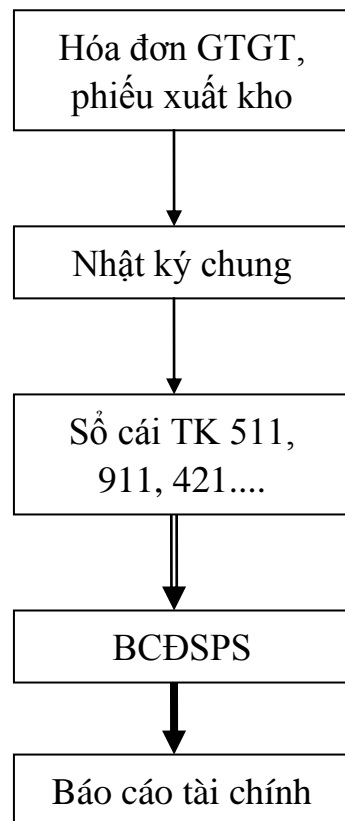 Hóa đơn GTGT,
phiếu xuất kho
Nhật ký chung
Sổ cái TK 511,
911, 421....
BCĐSPS
Báo cáo tài chính